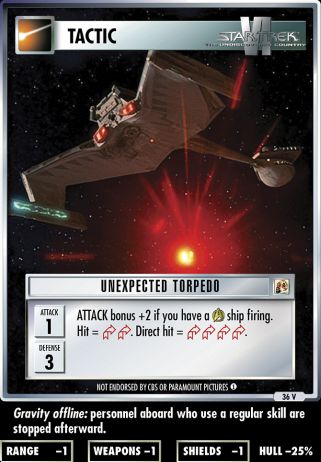 TACTIC
VI
STAR TREK
THE UNDISCOVERED COUNTRY
UNEXPECTED TORPEDO
ATTACK
1
DEFENSE
3
ATTACK bonus +2 if you have a ship firing.
Hit = . Direct hit = .
NOT ENDORSED BY CBS OR PARAMOUNT PICTURES
36 V
Gravity offline: personnel aboard who use a regular skill are
stopped afterward.
RANGE -1 WEAPONS -1 SHIELDS -1 HULL -25%